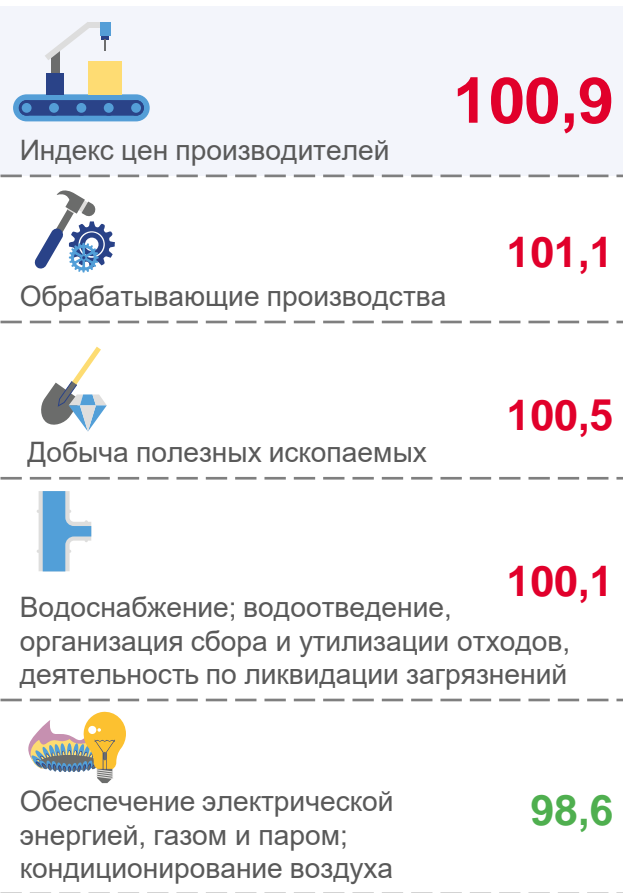 100,9
Индекс цен производителей
101,1
Обрабатывающие производства
100,5
Добыча полезных ископаемых
100,1
Водоснабжение; водоотведение,
организация сбора и утилизации отходов,
деятельность по ликвидации загрязнений
Обеспечение электрической
98,6
энергией, газом и паром;
кондиционирование воздуха